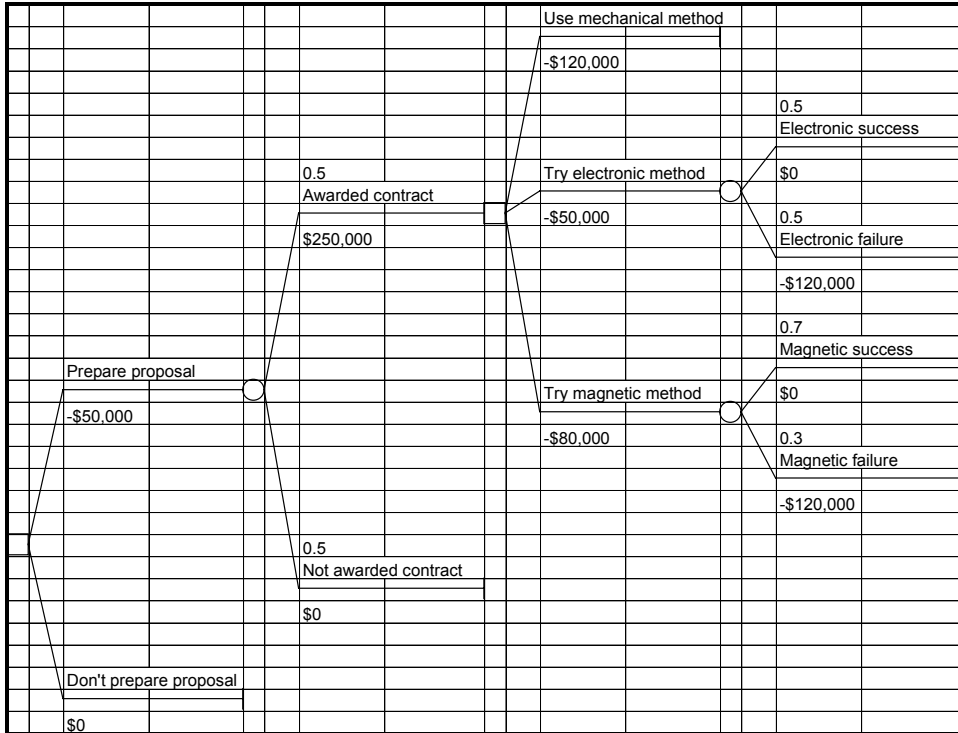 Use mechanical method
-$120,000
0.5
Electronic success
0.5
Try electronic method
$0
Awarded contract
-$50,000
0.5
$250,000
Electronic failure
-$120,000
0.7
Magnetic success
Prepare proposal
Try magnetic method
$0
-$50,000
-$80,000
0.3
Magnetic failure
-$120,000
0.5
Not awarded contract
$0
Don't prepare proposal
$0